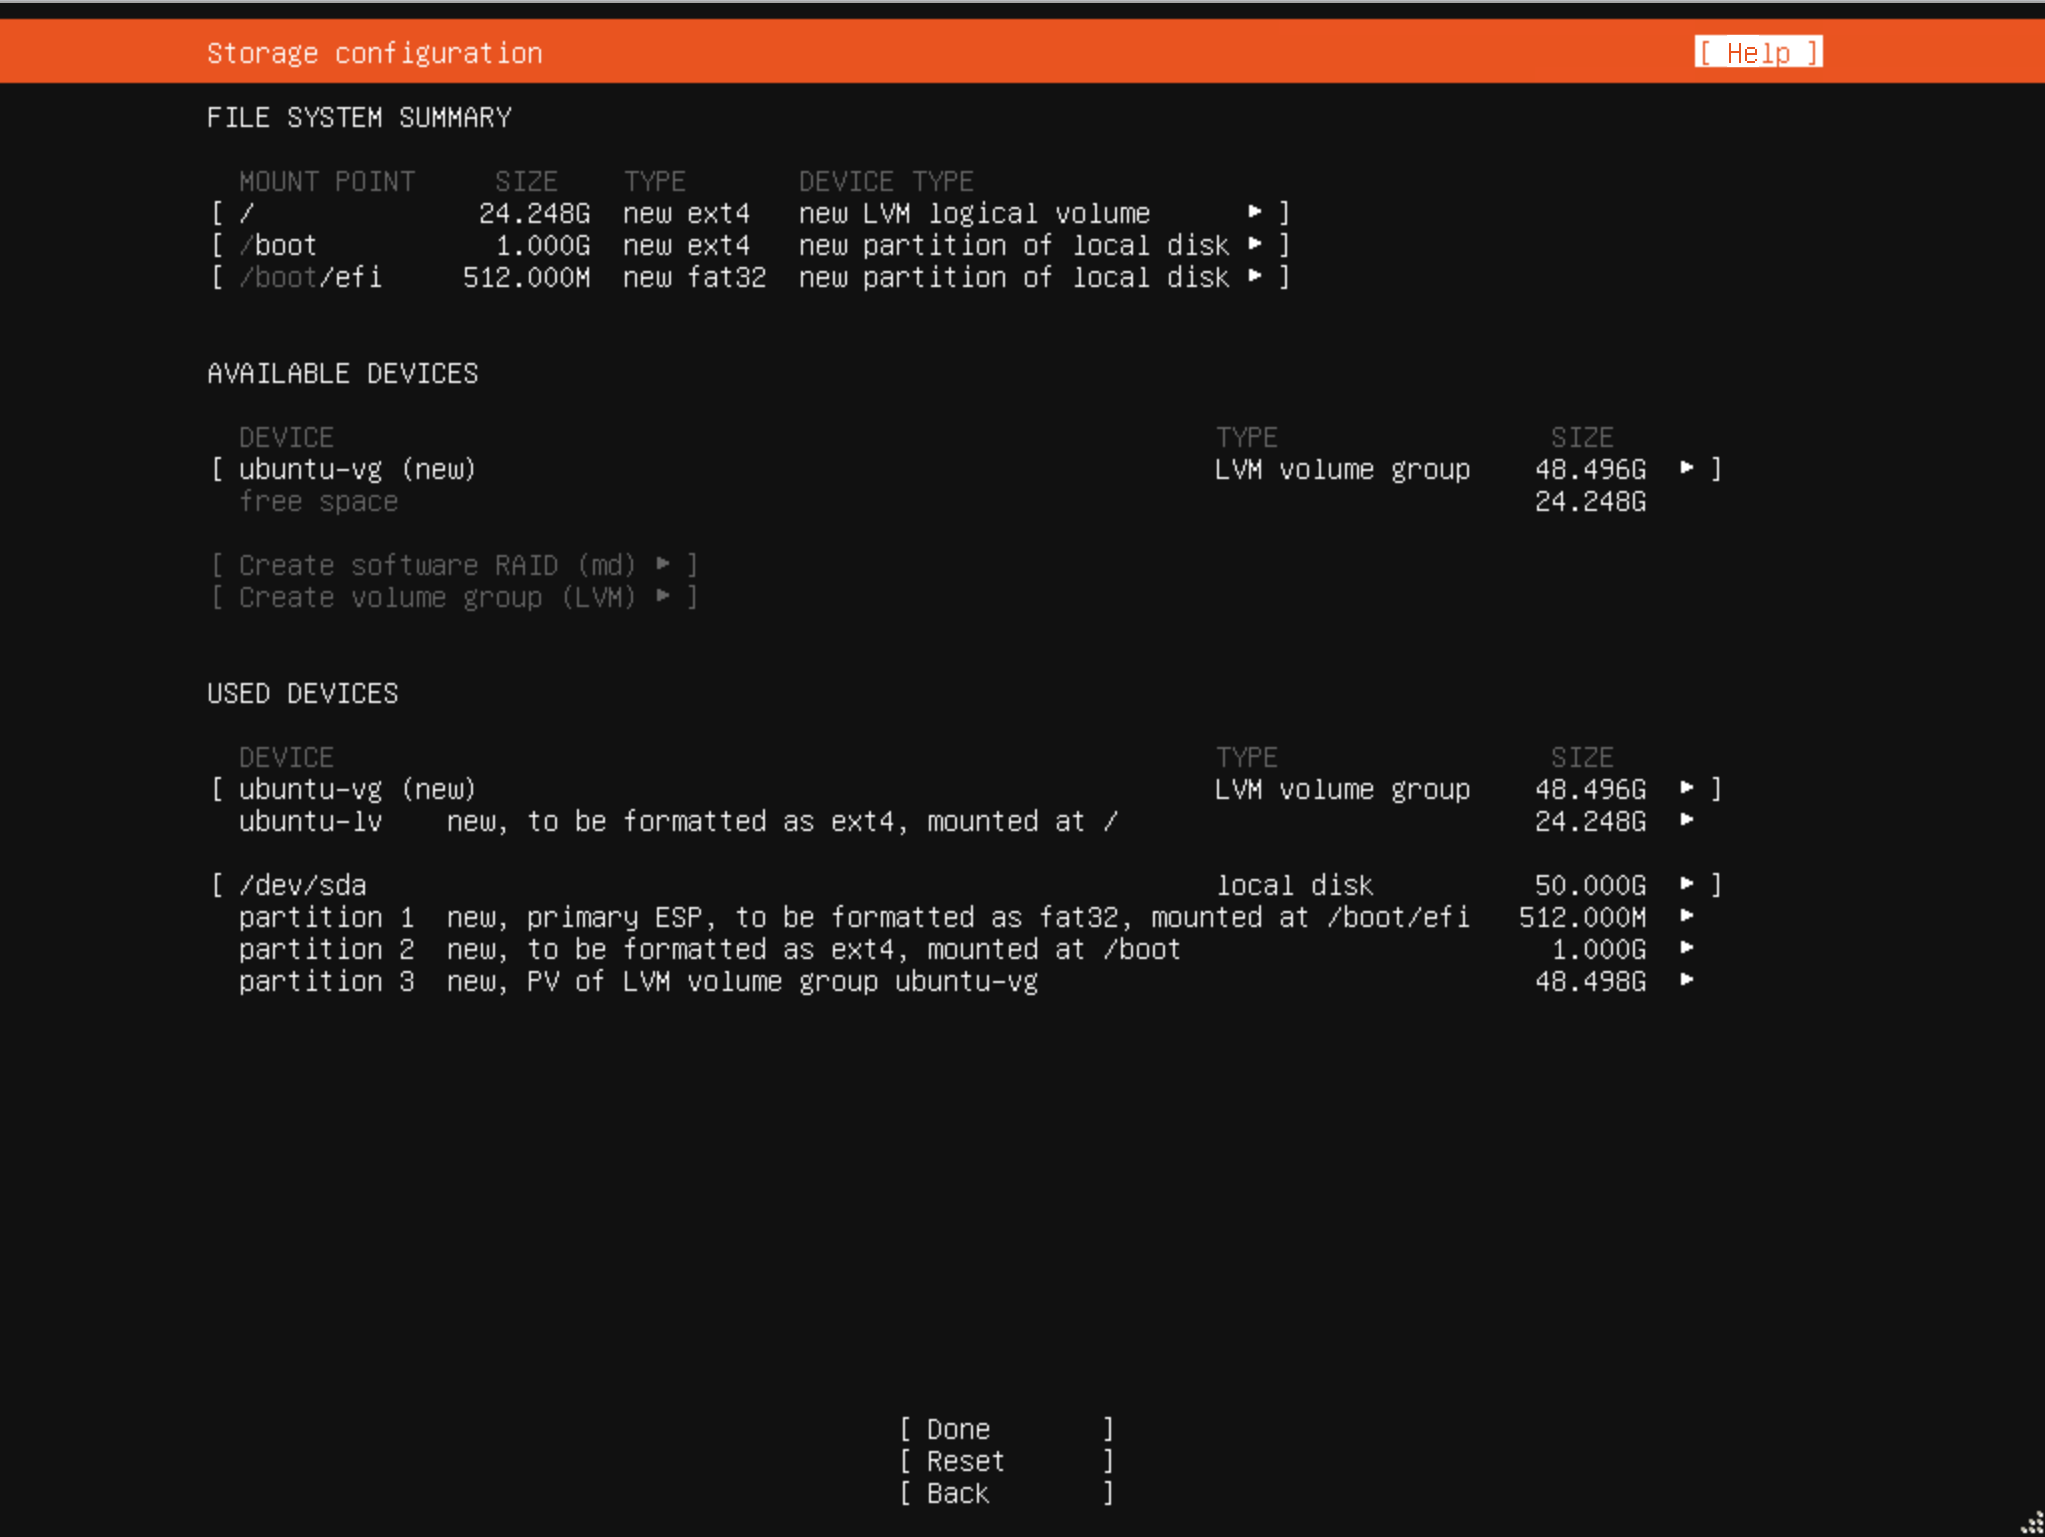 Storage configuration [ Help ]
FILE SYSTEM SUMMARY
MOUNT POINT SIZE TYPE DEVICE TYPE
[ / 24.248G new ext4 new LVM logical volume ▸ ]
[ /boot 1.000G new ext4 new partition of local disk ▸ ]
[ /boot/efi 512.000M new fat32 new partition of local disk ▸ ]
AVAILABLE DEVICES
DEVICE TYPE SIZE
[ ubuntu-vg (new) LVM volume group 48.496G ▸ ]
free space 24.248G
[ Create software RAID (md) ▸ ]
[ Create volume group (LVM) ▸ ]
USED DEVICES
DEVICE TYPE SIZE
[ ubuntu-vg (new) LVM volume group 48.496G ▸ ]
ubuntu-lv new, to be formatted as ext4, mounted at / 24.248G ▸
[ /dev/sda local disk 50.000G ▸ ]
partition 1 new, primary ESP, to be formatted as fat32, mounted at /boot/efi 512.000M ▸
partition 2 new, to be formatted as ext4, mounted at /boot 1.000G ▸
partition 3 new, PV of LVM volume group ubuntu-vg 48.498G ▸
[ Done ]
[ Reset ]
[ Back ]